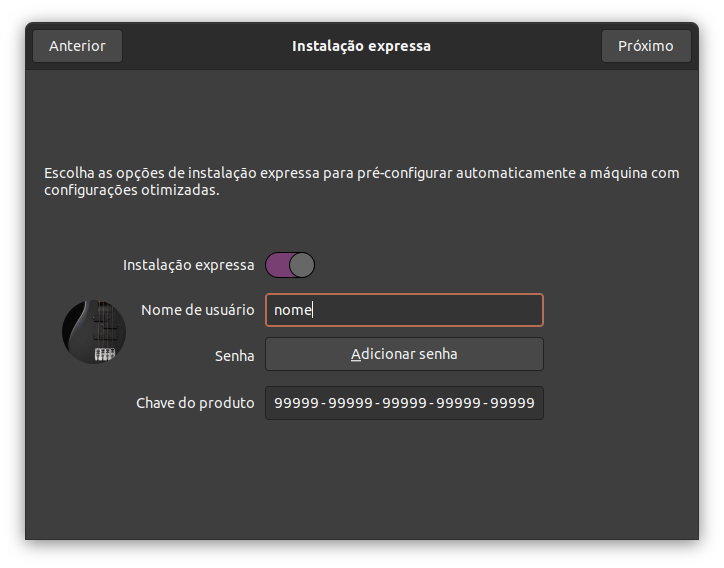 Anterior
Instalação expressa
Próximo
Escolha as opções de instalação expressa para pré-configurar automaticamente a máquina com
configurações otimizadas.
Instalação expressa
Nome de usuário
nome
Senha
Adicionar senha
Chave do produto
99999-99999-99999-99999-99999